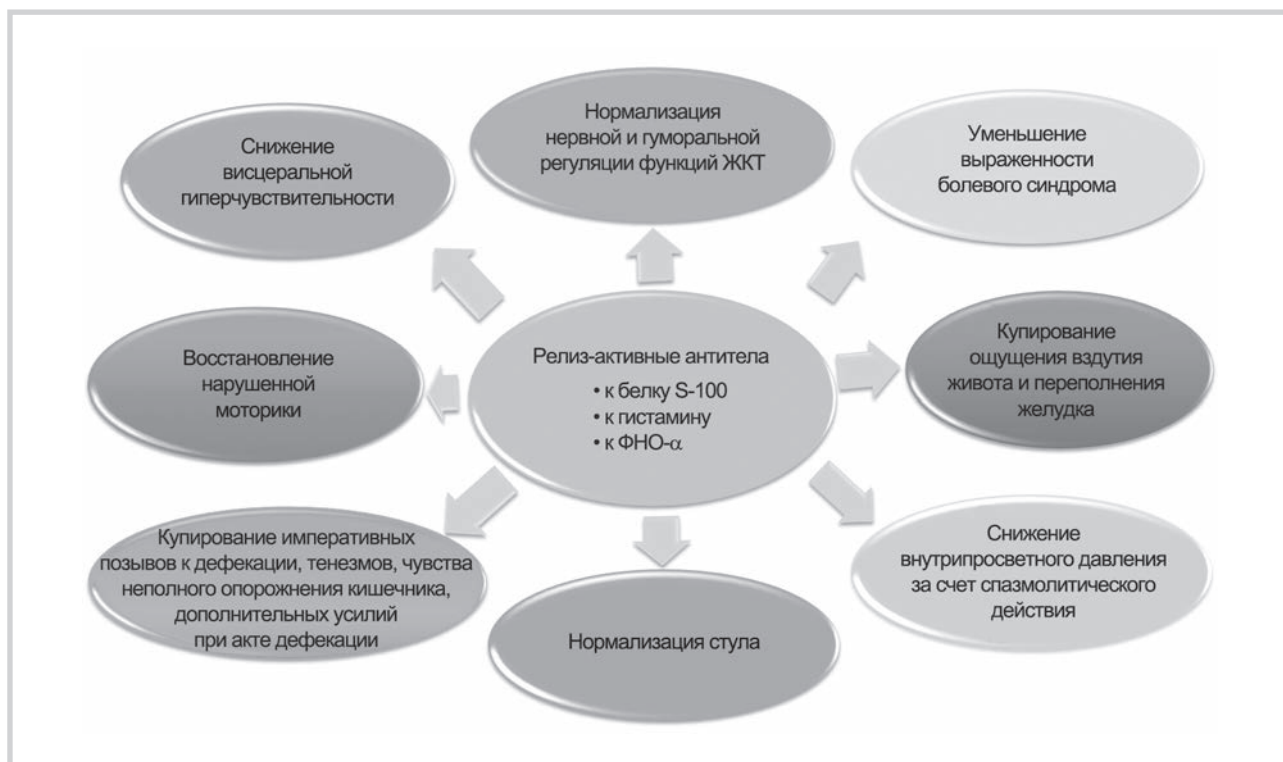 Снижение
висцеральной
гиперчувствительности
Нормализация
нервной и гуморальной
регуляции функций ЖКТ
Уменьшение
выраженности
болевого синдрома
Восстановление
нарушенной
моторики
Релиз-активные антитела
• к белку S-100
• к гистамину
• к ФНО-α
Купирование
ощущения вздутия
живота и переполнения
желудка
Купирование императивных
позывов к дефекации, тенезмов, чувства
неполного опорожнения кишечника,
дополнительных усилий
при акте дефекации
Нормализация стула
Снижение
внутрипросветного давления
за счет спазмолитического
действия